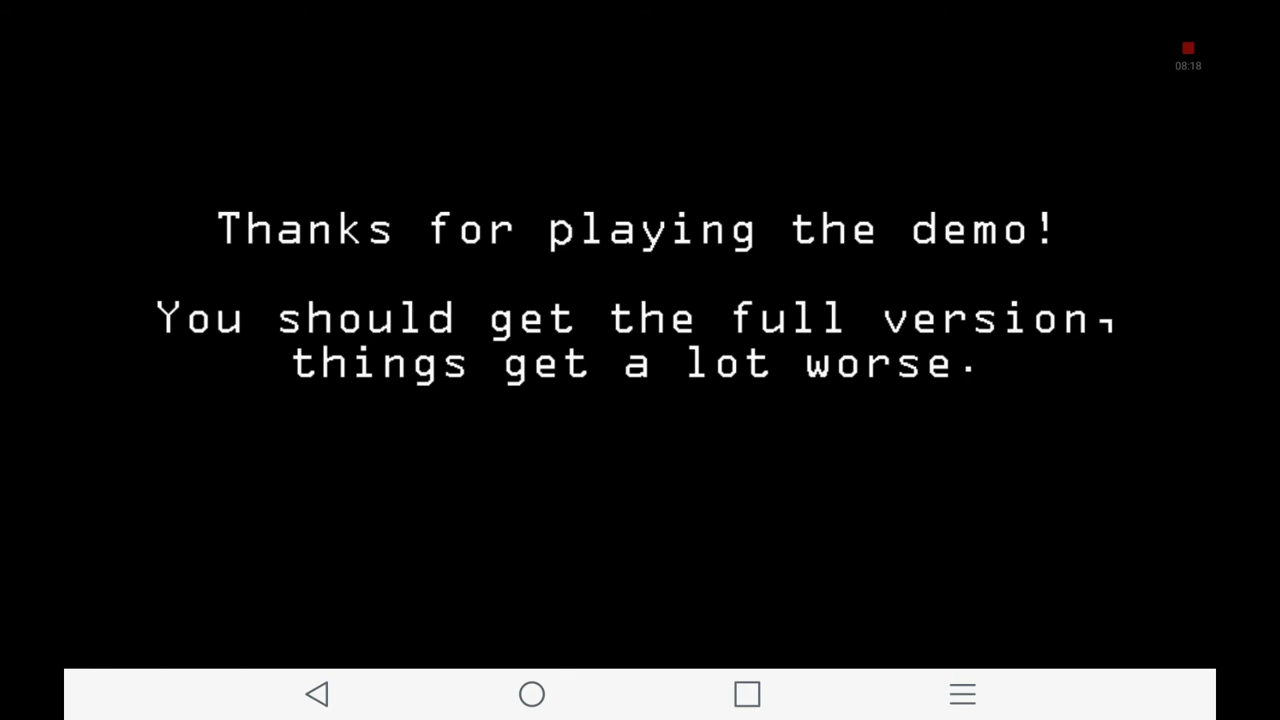 08:18
Thanks for playing the demo!
You should get the full version,
things get a lot worse.